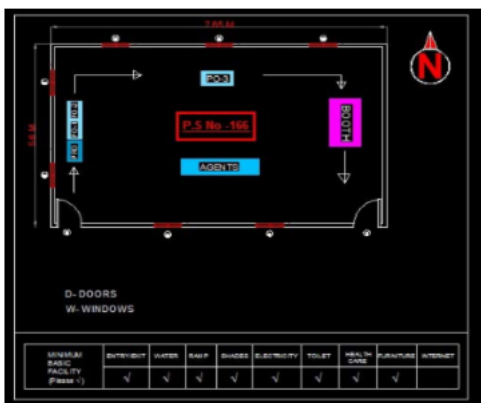 N
PO-3
BOOTH
P.S No -166
AGENTS
D- DOORS
W- WINDOWS
MINIMUM BASIC FACILITY (Please √) ENTRY/EXIT WATER RAMP SHADES ELECTRICITY TOILET HEALTH CARE FURNITURE INTERNET
√ √ √ √ √ √ √ √